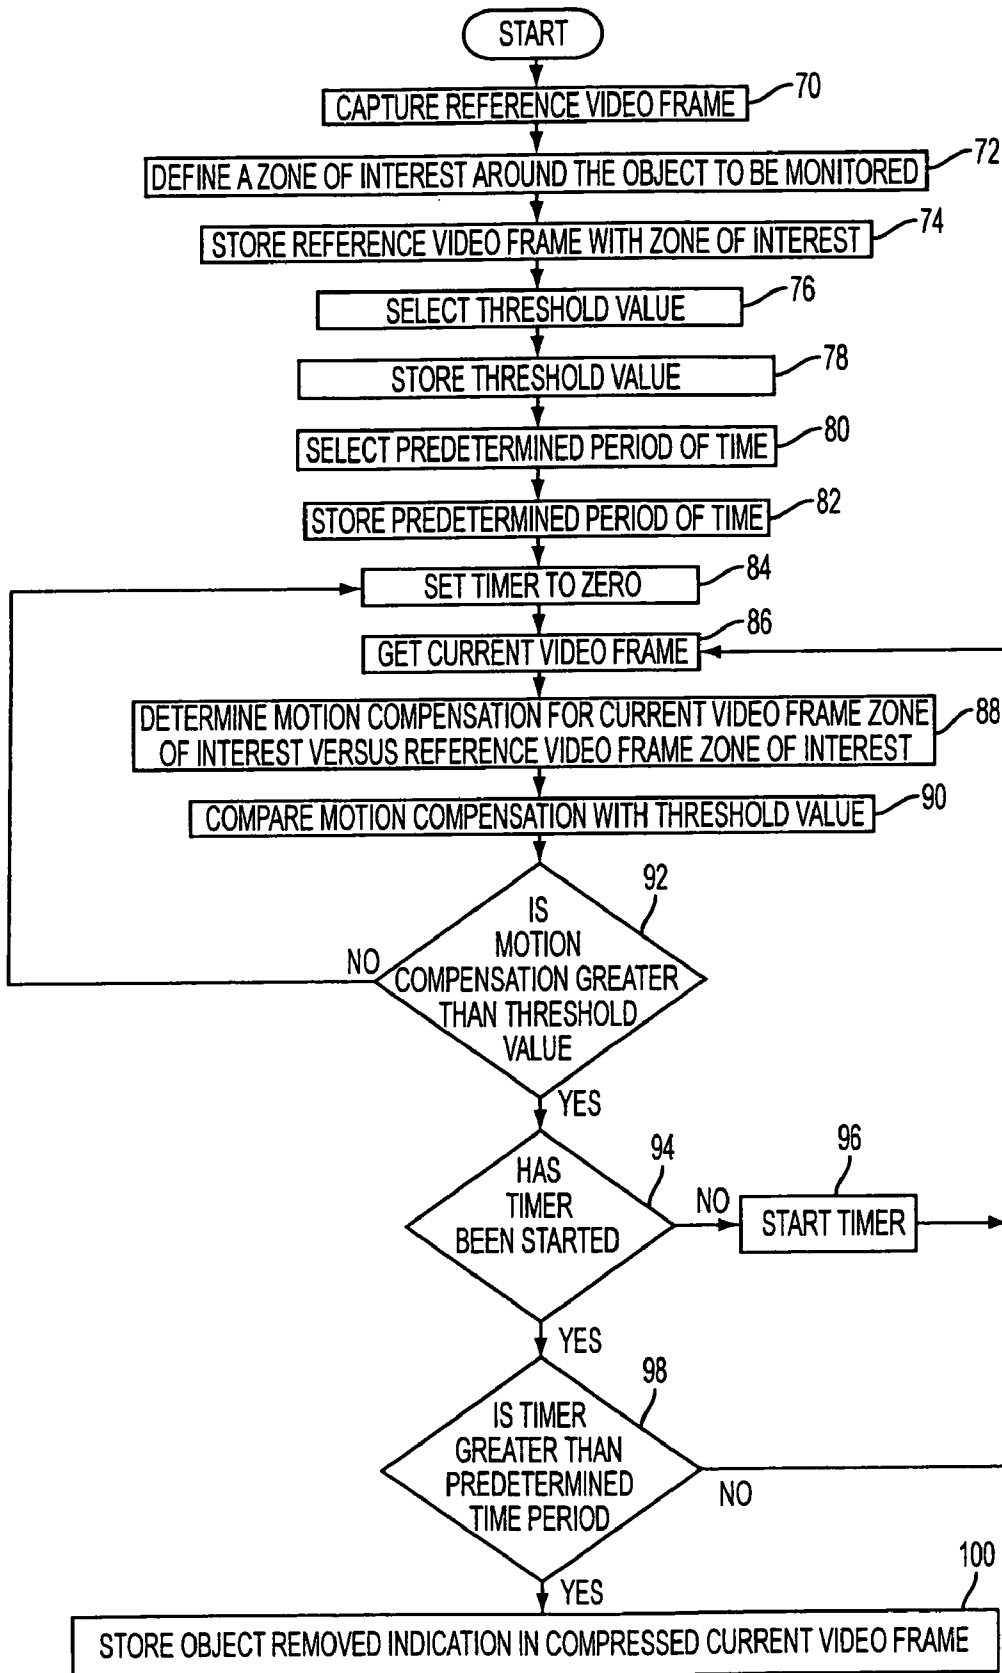 START
CAPTURE REFERENCE VIDEO FRAME
70
DEFINE A ZONE OF INTEREST AROUND THE OBJECT TO BE MONITORED
72
STORE REFERENCE VIDEO FRAME WITH ZONE OF INTEREST
74
SELECT THRESHOLD VALUE
76
STORE THRESHOLD VALUE
78
SELECT PREDETERMINED PERIOD OF TIME
80
STORE PREDETERMINED PERIOD OF TIME
82
SET TIMER TO ZERO
84
GET CURRENT VIDEO FRAME
86
DETERMINE MOTION COMPENSATION FOR CURRENT VIDEO FRAME ZONE
OF INTEREST VERSUS REFERENCE VIDEO FRAME ZONE OF INTEREST
88
COMPARE MOTION COMPENSATION WITH THRESHOLD VALUE
90
IS
MOTION
COMPENSATION GREATER
THAN THRESHOLD
VALUE
92
NO
YES
HAS
TIMER
BEEN STARTED
94
NO
START TIMER
96
YES
IS TIMER
GREATER THAN
PREDETERMINED
TIME PERIOD
98
NO
YES
STORE OBJECT REMOVED INDICATION IN COMPRESSED CURRENT VIDEO FRAME
100